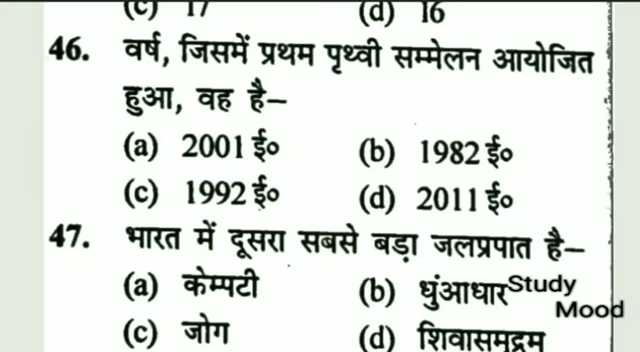 (c) 17 (d) 16
46. वर्ष, जिसमें प्रथम पृथ्वी सम्मेलन आयोजित
हुआ, वह है–
(a) 2001 ई० (b) 1982 ई०
(c) 1992 ई० (d) 2011 ई०
47. भारत में दूसरा सबसे बड़ा जलप्रपात है–
(a) केम्पटी (b) धुंआधार
Study
Mood
(c) जोग (d) शिवासमुद्रम